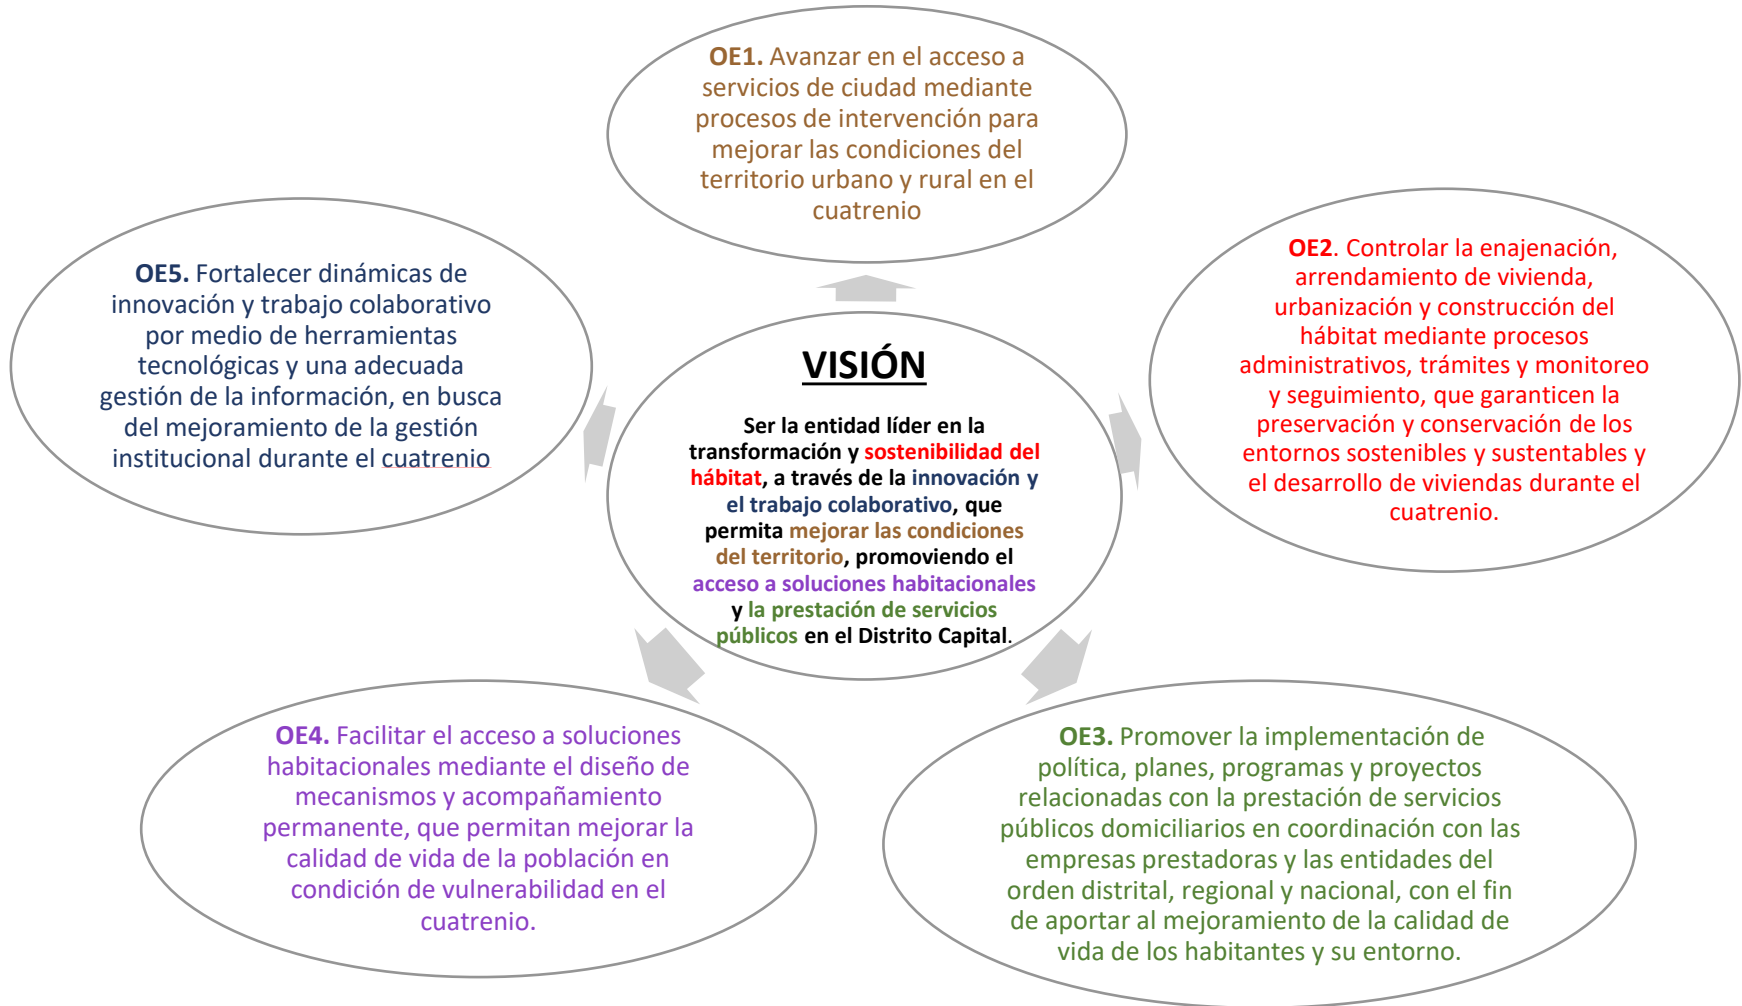 OE1. Avanzar en el acceso a
servicios de ciudad mediante
procesos de intervención para
mejorar las condiciones del
territorio urbano y rural en el
cuatrenio
OE2. Controlar la enajenación,
arrendamiento de vivienda,
urbanización y construcción del
hábitat mediante procesos
administrativos, trámites y monitoreo
y seguimiento, que garanticen la
preservación y conservación de los
entornos sostenibles y sustentables y
el desarrollo de viviendas durante el
cuatrenio.
OE5. Fortalecer dinámicas de
innovación y trabajo colaborativo
por medio de herramientas
tecnológicas y una adecuada
gestión de la información, en busca
del mejoramiento de la gestión
institucional durante el cuatrenio
VISIÓN
Ser la entidad líder en la
transformación y sostenibilidad del
hábitat, a través de la innovación y
el trabajo colaborativo, que
permita mejorar las condiciones
del territorio, promoviendo el
acceso a soluciones habitacionales
y la prestación de servicios
públicos en el Distrito Capital.
OE4. Facilitar el acceso a soluciones
habitacionales mediante el diseño de
mecanismos y acompañamiento
permanente, que permitan mejorar la
calidad de vida de la población en
condición de vulnerabilidad en el
cuatrenio.
OE3. Promover la implementación de
política, planes, programas y proyectos
relacionadas con la prestación de servicios
públicos domiciliarios en coordinación con las
empresas prestadoras y las entidades del
orden distrital, regional y nacional, con el fin
de aportar al mejoramiento de la calidad de
vida de los habitantes y su entorno.